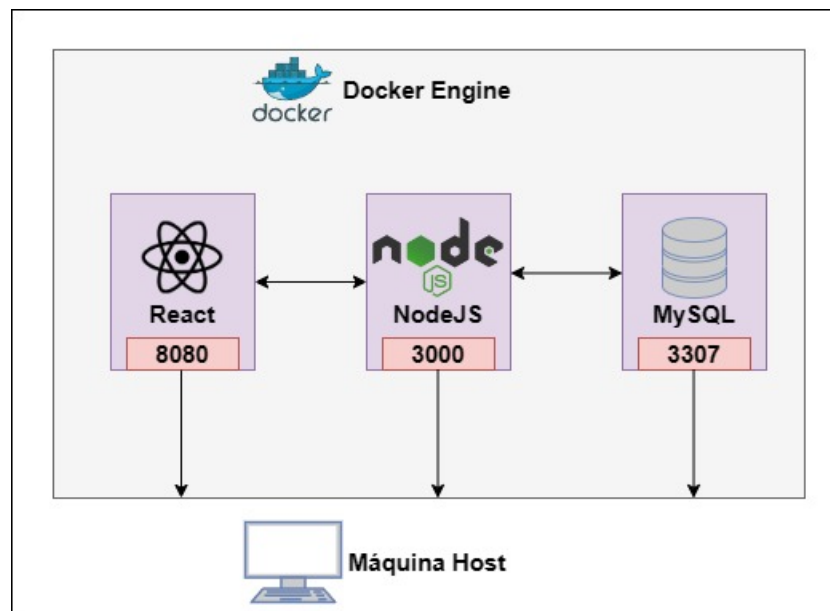 docker
Docker Engine
node
JS
React
NodeJS
MySQL
8080
3000
3307
Máquina Host